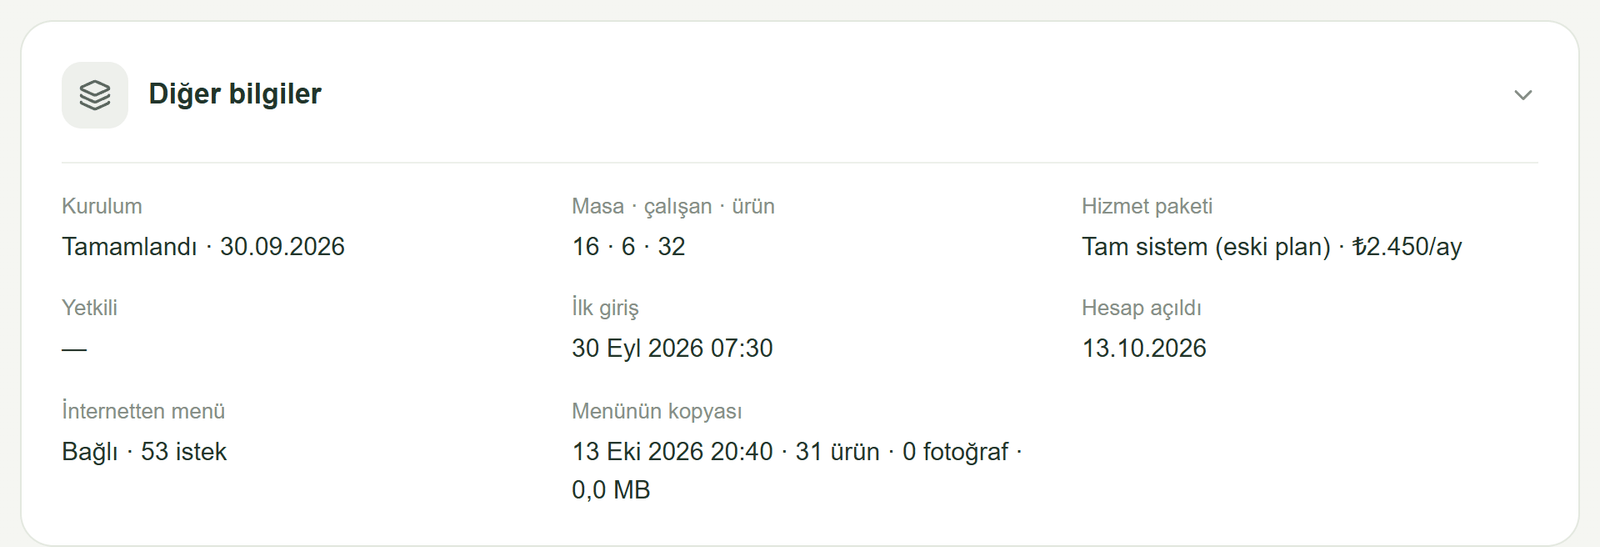 Diğer bilgiler
Kurulum
Tamamlandı · 30.09.2026
Masa · çalışan · ürün
16 · 6 · 32
Hizmet paketi
Tam sistem (eski plan) · ₺2.450/ay
Yetkili
—
İlk giriş
30 Eyl 2026 07:30
Hesap açıldı
13.10.2026
İnternetten menü
Bağlı · 53 istek
Menünün kopyası
13 Eki 2026 20:40 · 31 ürün · 0 fotoğraf ·
0,0 MB